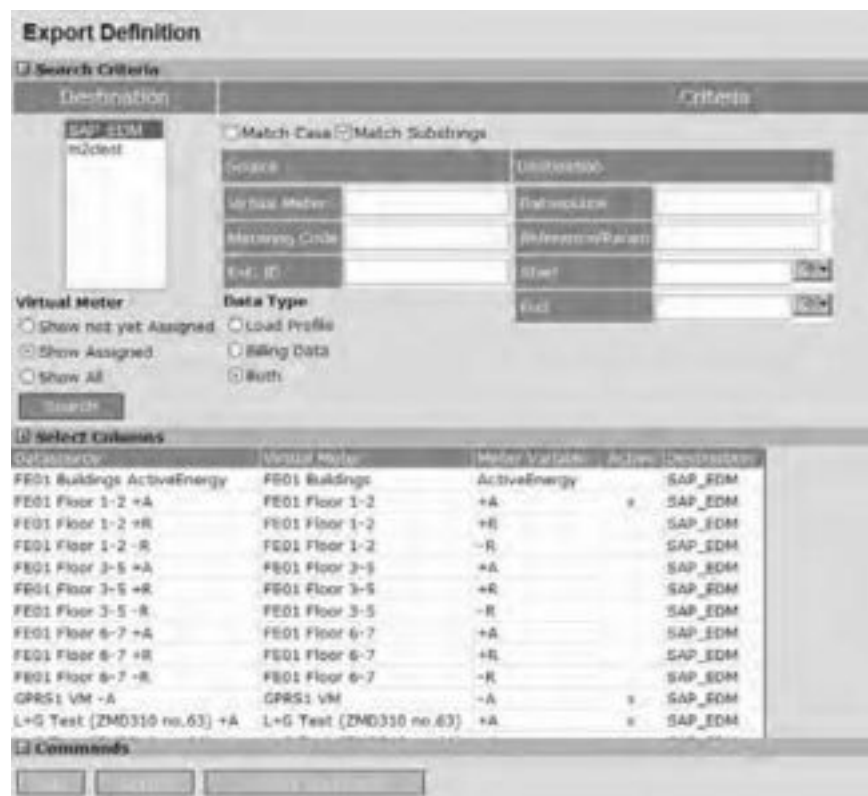 Export Definition
Search Criteria
Destination
Criteria
SAP_EDM
m2ctest
Match Case Match Substrings
Source
Destination
Virtual Meter
Datasource
Metering Code
Reference/Param
Ext. ID
Start
End
Virtual Meter
Data Type
Show not yet Assigned
Load Profile
Show Assigned
Billing Data
Show All
Both
Search
Select Columns
Datasource Virtual Meter Meter Variable Active Destination
FE01 Buildings ActiveEnergy FE01 Buildings ActiveEnergy SAP_EDM
FE01 Floor 1-2 +A FE01 Floor 1-2 +A x SAP_EDM
FE01 Floor 1-2 +R FE01 Floor 1-2 +R SAP_EDM
FE01 Floor 1-2 -R FE01 Floor 1-2 -R SAP_EDM
FE01 Floor 3-5 +A FE01 Floor 3-5 +A SAP_EDM
FE01 Floor 3-5 +R FE01 Floor 3-5 +R SAP_EDM
FE01 Floor 3-5 -R FE01 Floor 3-5 -R SAP_EDM
FE01 Floor 6-7 +A FE01 Floor 6-7 +A SAP_EDM
FE01 Floor 6-7 +R FE01 Floor 6-7 +R SAP_EDM
FE01 Floor 6-7 -R FE01 Floor 6-7 -R SAP_EDM
GPRS1 VM -A GPRS1 VM -A x SAP_EDM
L+G Test (ZMD310 no.63) +A L+G Test (ZMD310 no.63) +A x SAP_EDM
Commands